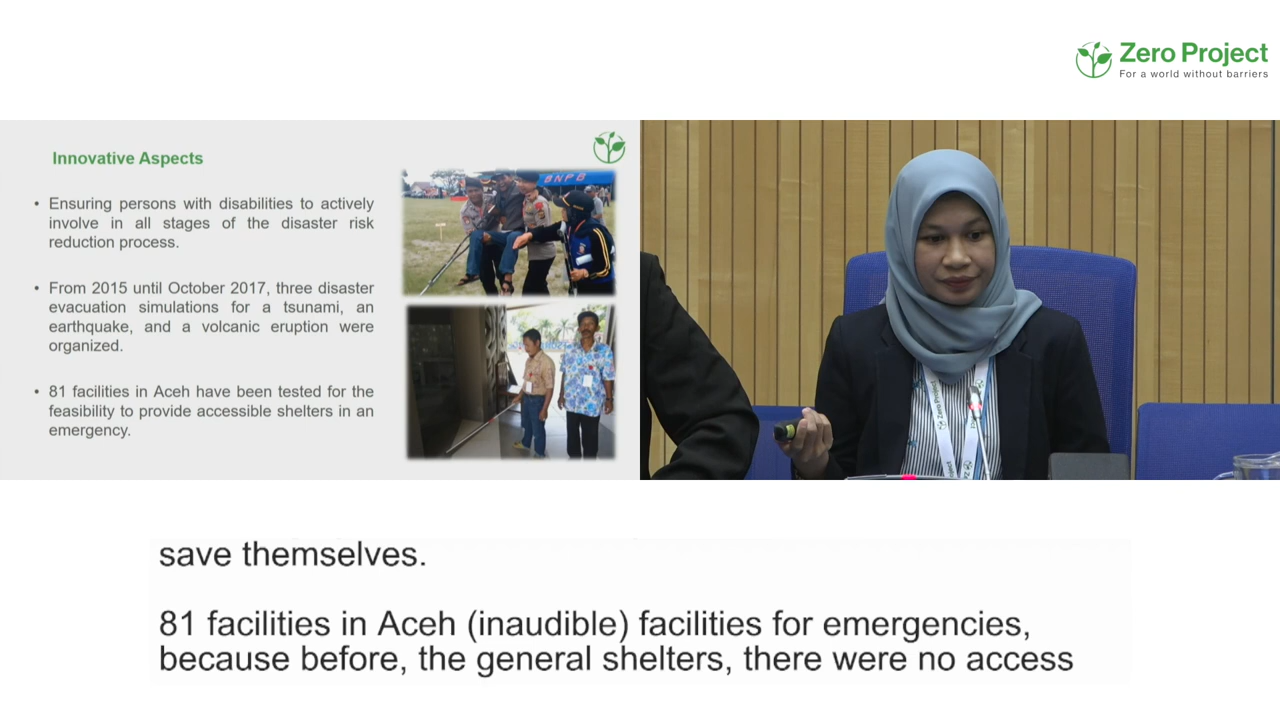 Zero Project
For a world without barriers
Innovative Aspects
• Ensuring persons with disabilities to actively
involve in all stages of the disaster risk
reduction process.
• From 2015 until October 2017, three disaster
evacuation simulations for a tsunami, an
earthquake, and a volcanic eruption were
organized.
• 81 facilities in Aceh have been tested for the
feasibility to provide accessible shelters in an
emergency.
BNPB
save themselves.
81 facilities in Aceh (inaudible) facilities for emergencies,
because before, the general shelters, there were no access